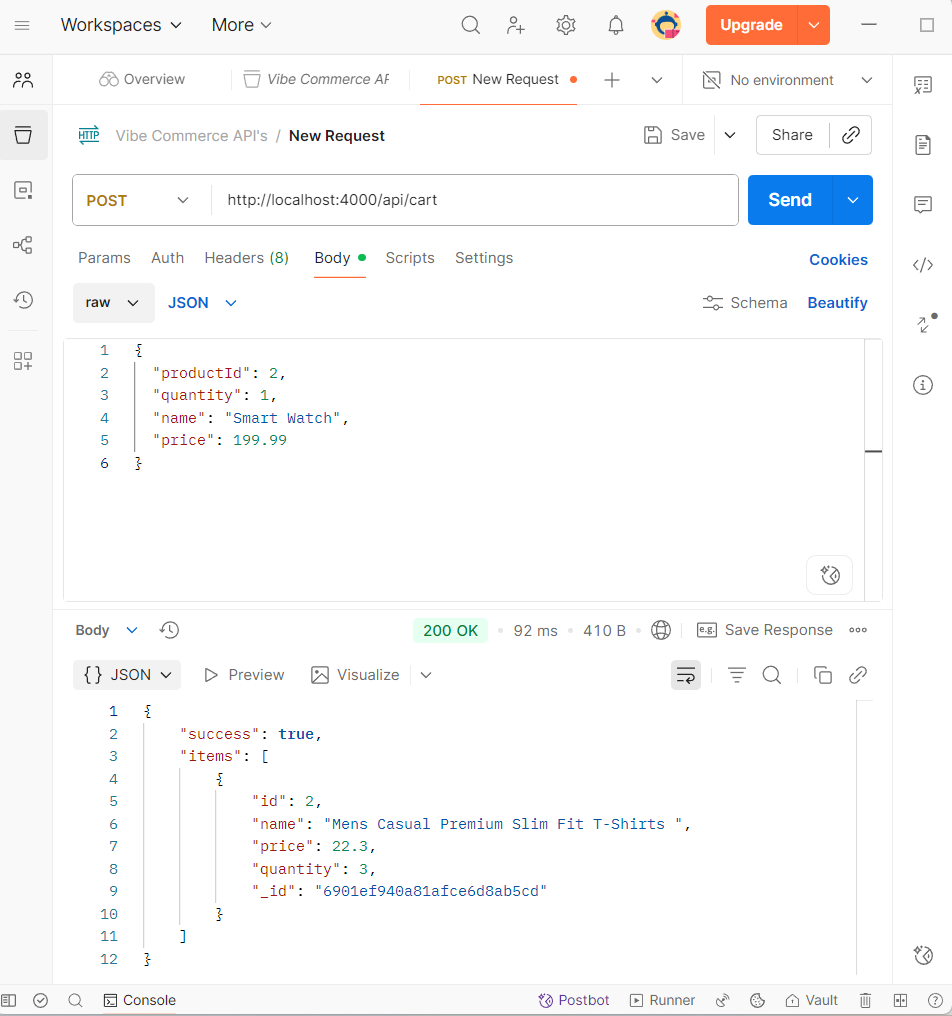 Workspaces More Upgrade
Overview Vibe Commerce AP POST New Request No environment
HTTP Vibe Commerce API's / New Request Save Share
POST http://localhost:4000/api/cart Send
Params Auth Headers (8) Body Scripts Settings Cookies
raw JSON Schema Beautify
1 {
2 "productId": 2,
3 "quantity": 1,
4 "name": "Smart Watch",
5 "price": 199.99
6 }
Body 200 OK 92 ms 410 B e.g. Save Response
{} JSON Preview Visualize
1 {
2 "success": true,
3 "items": [
4 {
5 "id": 2,
6 "name": "Mens Casual Premium Slim Fit T-Shirts ",
7 "price": 22.3,
8 "quantity": 3,
9 "_id": "6901ef940a81afce6d8ab5cd"
10 }
11 ]
12 }
Console Postbot Runner Vault